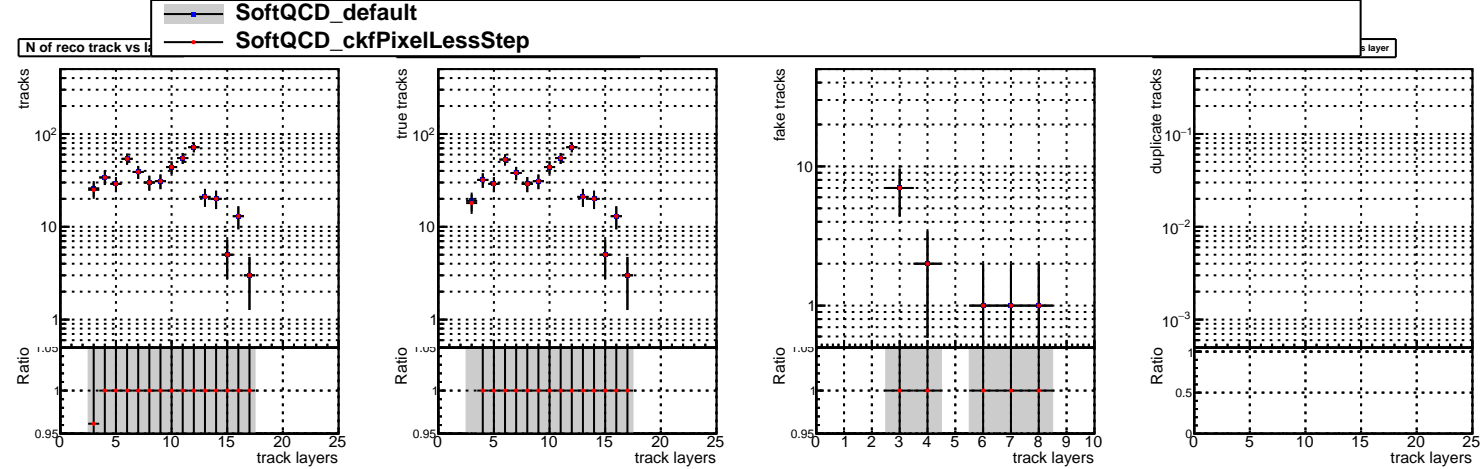 SoftQCD_default
SoftQCD_ckfPixelLessStep
N of reco track vs la
s layer
tracks
10²
10
1
Ratio
1.05
1
0.95
0 5 10 15 20 25
track layers
true tracks
10²
10
1
Ratio
1.05
1
0.95
0 5 10 15 20 25
track layers
fake tracks
10
1
Ratio
1.05
1
0.95
0 1 2 3 4 5 6 7 8 9 10
track layers
duplicate tracks
10⁻¹
10⁻²
10⁻³
Ratio
1
0.5
0
0 5 10 15 20 25
track layers